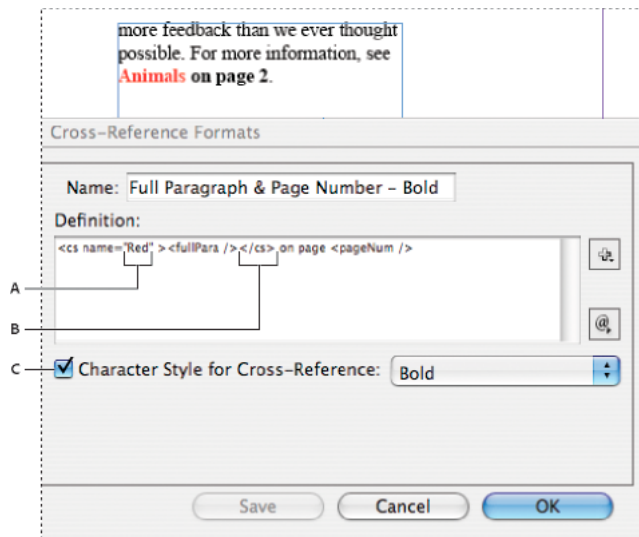 more feedback than we ever thought
possible. For more information, see
Animals on page 2.
Cross-Reference Formats
Name: Full Paragraph & Page Number - Bold
Definition:
<cs name="Red" ><fullPara /></cs> on page <pageNum />
A
B
C
Character Style for Cross-Reference: Bold
Save Cancel OK